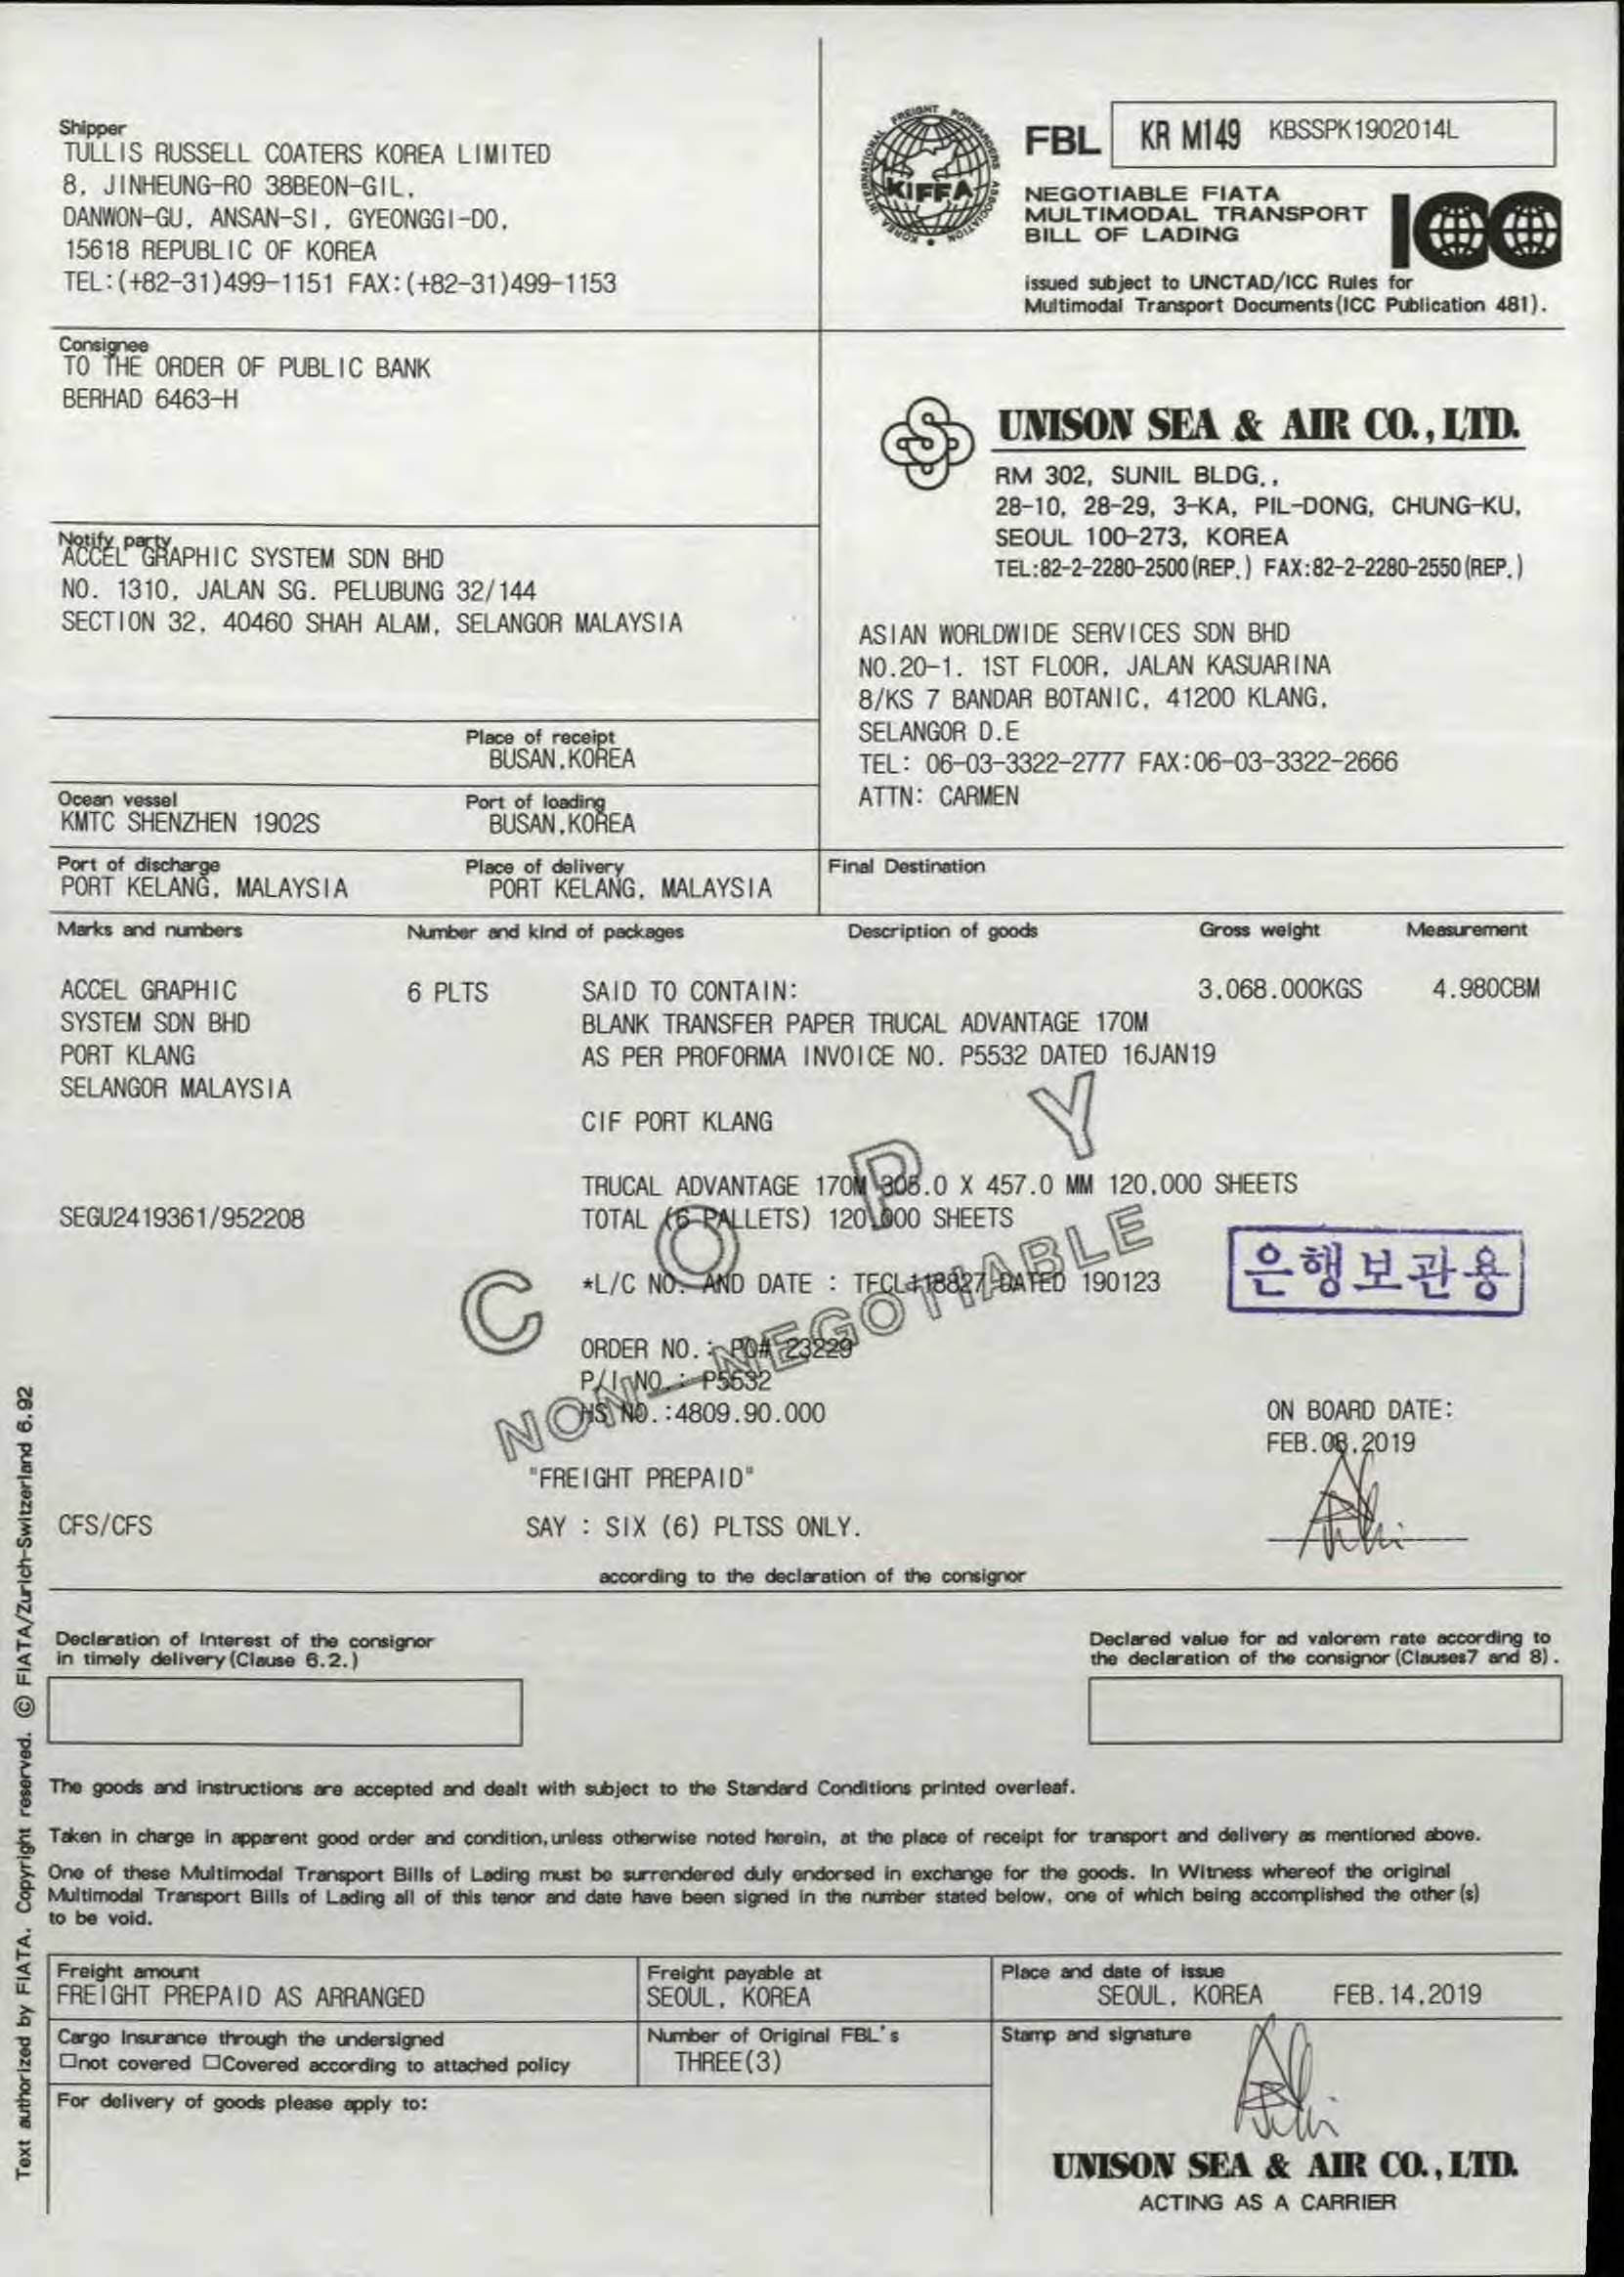 Shipper
TULLIS RUSSELL COATERS KOREA LIMITED
8, JINHEUNG-RO 38BEON-GIL,
DANWON-GU, ANSAN-SI, GYEONGGI-DO,
15618 REPUBLIC OF KOREA
TEL:(+82-31)499-1151 FAX:(+82-31)499-1153
KOREA INTERNATIONAL FREIGHT FORWARDERS ASSOCIATION
KIFFA
FBL
KR M149 KBSSPK1902014L
NEGOTIABLE FIATA
MULTIMODAL TRANSPORT
BILL OF LADING
ICC
issued subject to UNCTAD/ICC Rules for
Multimodal Transport Documents(ICC Publication 481).
Consignee
TO THE ORDER OF PUBLIC BANK
BERHAD 6463-H
UNISON SEA & AIR CO., LTD.
RM 302, SUNIL BLDG.,
28-10, 28-29, 3-KA, PIL-DONG, CHUNG-KU,
SEOUL 100-273, KOREA
TEL:82-2-2280-2500(REP.) FAX:82-2-2280-2550(REP.)
Notify party
ACCEL GRAPHIC SYSTEM SDN BHD
NO. 1310, JALAN SG. PELUBUNG 32/144
SECTION 32, 40460 SHAH ALAM, SELANGOR MALAYSIA
ASIAN WORLDWIDE SERVICES SDN BHD
NO.20-1. 1ST FLOOR, JALAN KASUARINA
8/KS 7 BANDAR BOTANIC, 41200 KLANG,
SELANGOR D.E
TEL: 06-03-3322-2777 FAX:06-03-3322-2666
ATTN: CARMEN
Place of receipt
BUSAN,KOREA
Ocean vessel Port of loading
KMTC SHENZHEN 1902S BUSAN,KOREA
Port of discharge Place of delivery Final Destination
PORT KELANG, MALAYSIA PORT KELANG, MALAYSIA
Marks and numbers Number and kind of packages Description of goods Gross weight Measurement
ACCEL GRAPHIC 6 PLTS SAID TO CONTAIN: 3.068.000KGS 4.980CBM
SYSTEM SDN BHD BLANK TRANSFER PAPER TRUCAL ADVANTAGE 170M
PORT KLANG AS PER PROFORMA INVOICE NO. P5532 DATED 16JAN19
SELANGOR MALAYSIA
CIF PORT KLANG
TRUCAL ADVANTAGE 170M 305.0 X 457.0 MM 120,000 SHEETS
SEGU2419361/952208 TOTAL (6 PALLETS) 120,000 SHEETS
은행보관용
*L/C NO. AND DATE : TFCL118827 DATED 190123
COPY
NON-NEGOTIABLE
ORDER NO.: PO# 23229
P/I NO.: P5532
HS NO.:4809.90.000
ON BOARD DATE:
FEB.08.2019
"FREIGHT PREPAID"
CFS/CFS SAY : SIX (6) PLTSS ONLY.
according to the declaration of the consignor
Declaration of Interest of the consignor
in timely delivery(Clause 6.2.)
Declared value for ad valorem rate according to
the declaration of the consignor(Clauses7 and 8).
The goods and instructions are accepted and dealt with subject to the Standard Conditions printed overleaf.
Taken in charge in apparent good order and condition,unless otherwise noted herein, at the place of receipt for transport and delivery as mentioned above.
One of these Multimodal Transport Bills of Lading must be surrendered duly endorsed in exchange for the goods. In Witness whereof the original
Multimodal Transport Bills of Lading all of this tenor and date have been signed in the number stated below, one of which being accomplished the other(s)
to be void.
Freight amount
FREIGHT PREPAID AS ARRANGED
Freight payable at
SEOUL, KOREA
Place and date of issue
SEOUL, KOREA FEB.14.2019
Cargo Insurance through the undersigned
□not covered □Covered according to attached policy
Number of Original FBL's
THREE(3)
Stamp and signature
For delivery of goods please apply to:
UNISON SEA & AIR CO., LTD.
ACTING AS A CARRIER
Text authorized by FIATA. Copyright reserved. © FIATA/Zurich-Switzerland 6.92